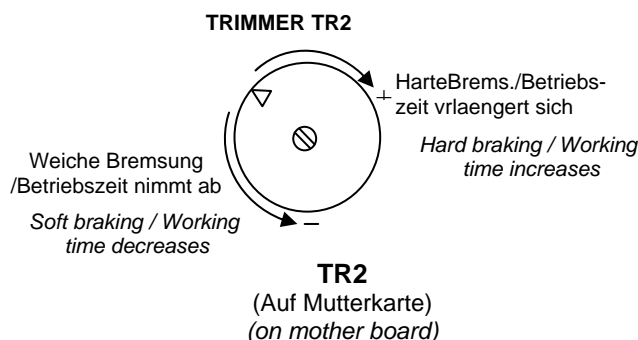 TRIMMER TR2
+
HarteBrems./Betriebs-
zeit vrlaengert sich
Hard braking / Working
time increases
Weiche Bremsung
/Betriebszeit nimmt ab
Soft braking / Working
time decreases
−
TR2
(Auf Mutterkarte)
(on mother board)